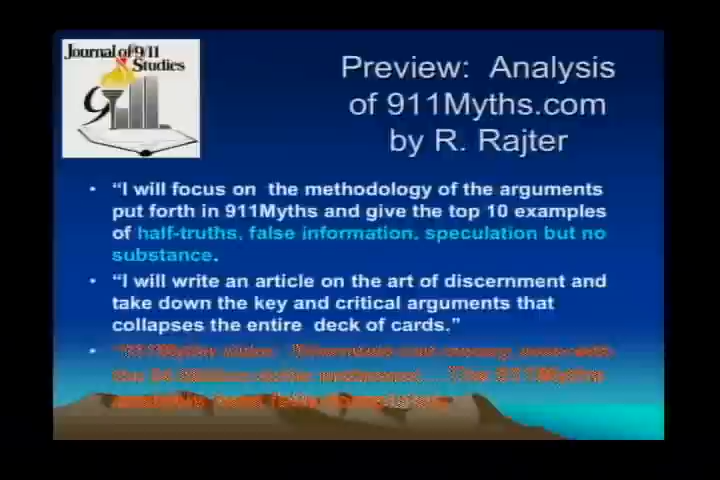 Journal of 9/11
Studies
9
Preview: Analysis
of 911Myths.com
by R. Rajter
• “I will focus on the methodology of the arguments
put forth in 911Myths and give the top 10 examples
of half-truths, false information, speculation but no
substance.
• “I will write an article on the art of discernment and
take down the key and critical arguments that
collapses the entire deck of cards.”
The 911Myths